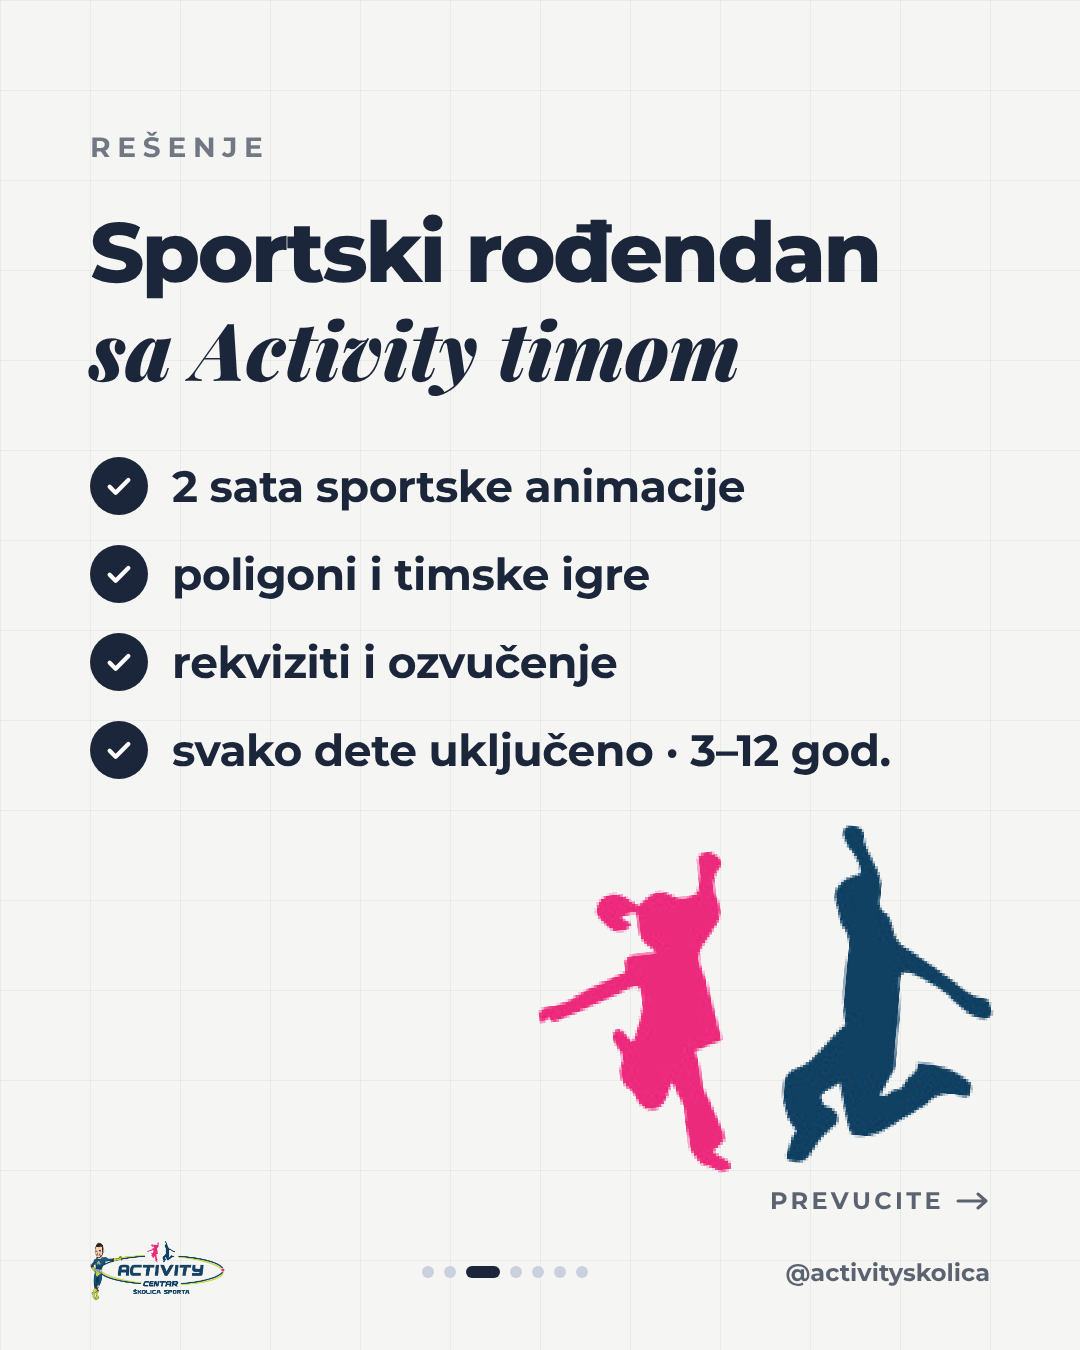 REŠENJE
Sportski rođendan
sa Activity timom
2 sata sportske animacije
poligoni i timske igre
rekviziti i ozvučenje
svako dete uključeno · 3–12 god.
PREVUCITE →
ACTIVITY
CENTAR
ŠKOLICA SPORTA
@activityskolica